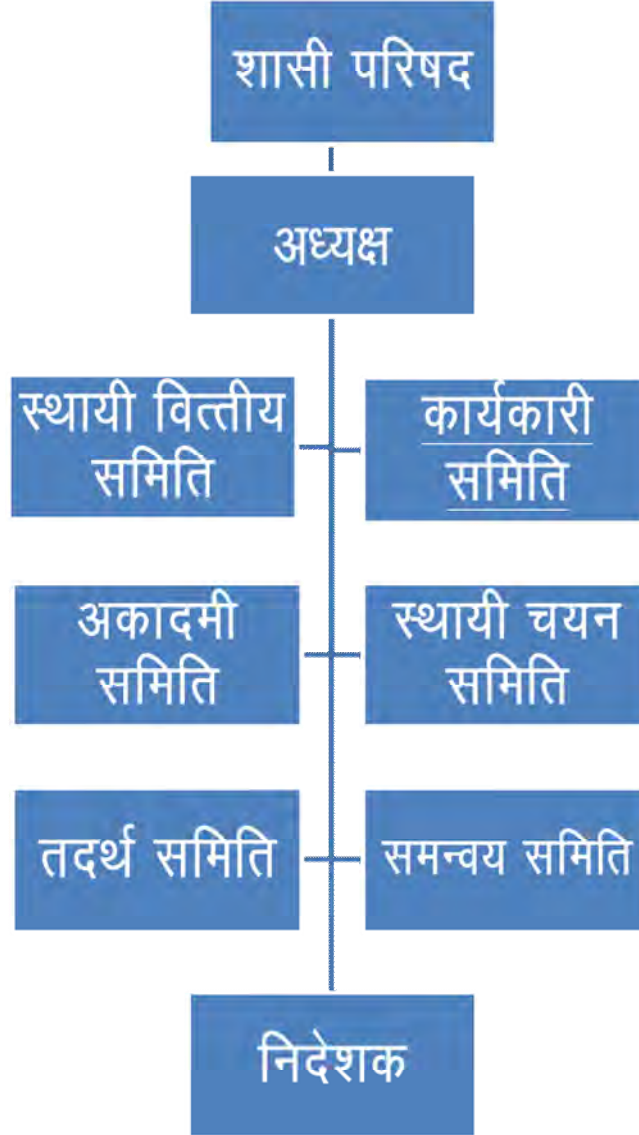 शासी परिषद
अध्यक्ष
स्थायी वित्तीय
समिति
कार्यकारी
समिति
अकादमी
समिति
स्थायी चयन
समिति
तदर्थ समिति
समन्वय समिति
निदेशक